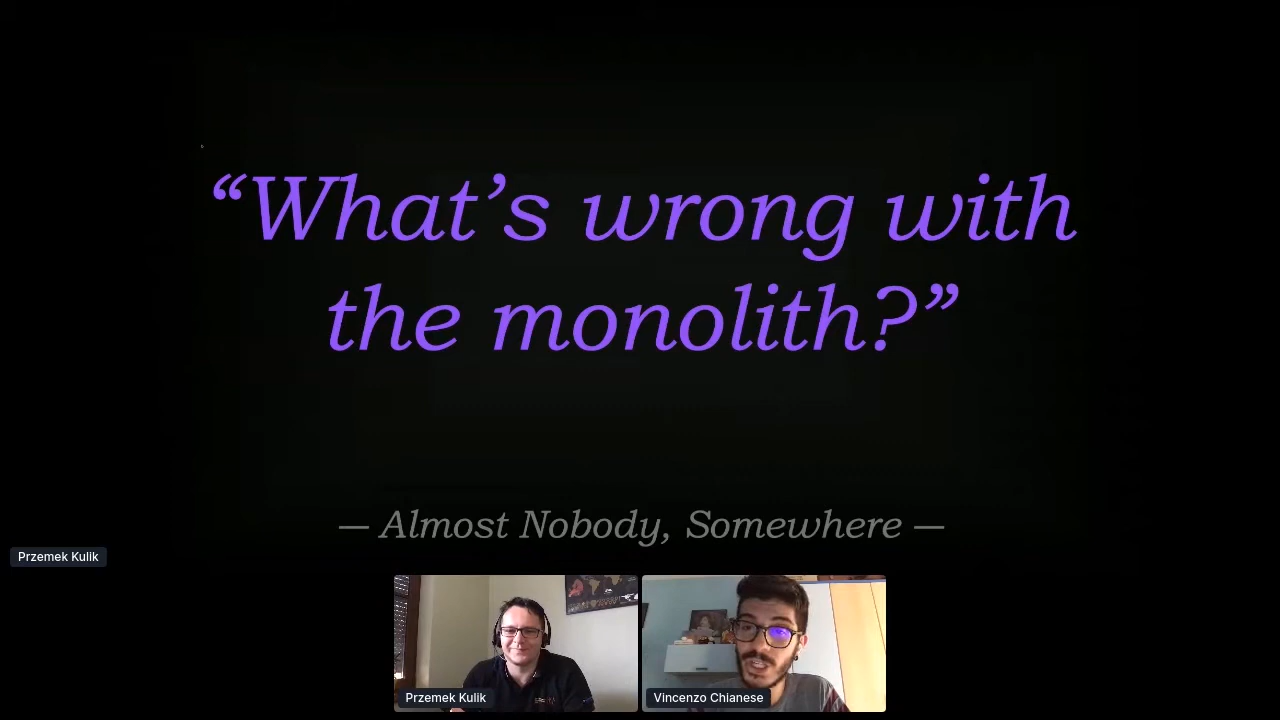 “What’s wrong with
the monolith?”
— Almost Nobody, Somewhere —
Przemek Kulik
Przemek Kulik
Vincenzo Chianese